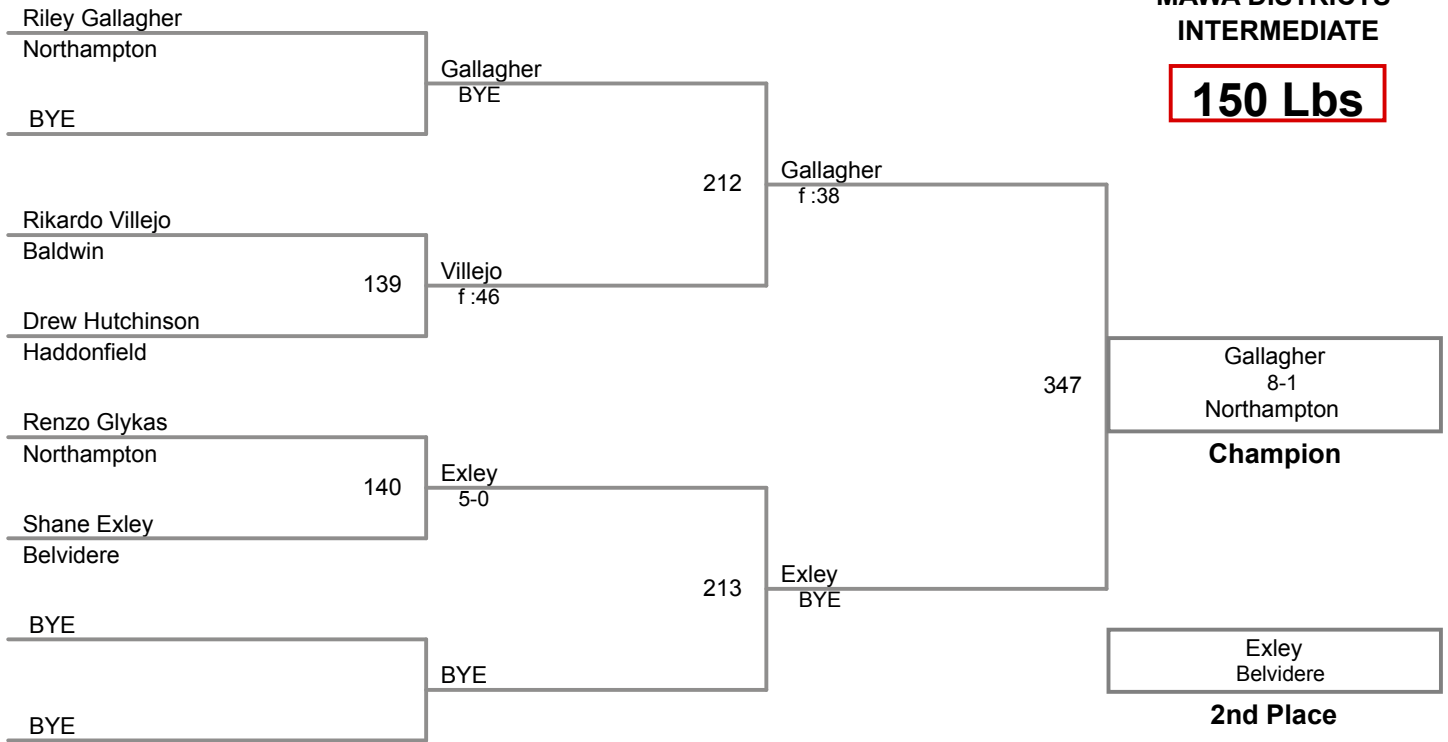 MAWA DISTRICTS
INTERMEDIATE
150 Lbs
Riley Gallagher
Northampton
BYE
Gallagher
BYE
Rikardo Villejo
Baldwin
139
Drew Hutchinson
Haddonfield
Villejo
f :46
212
Gallagher
f :38
Renzo Glykas
Northampton
140
Shane Exley
Belvidere
Exley
5-0
BYE
BYE
BYE
213
Exley
BYE
347
Gallagher
8-1
Northampton
Champion
Exley
Belvidere
2nd Place